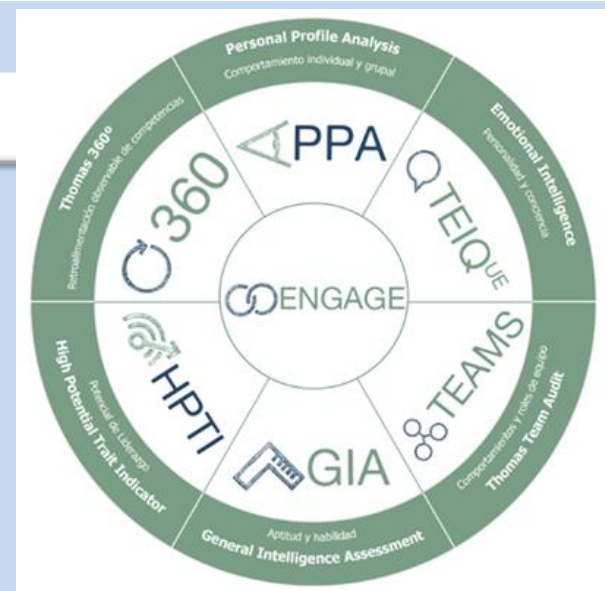 Personal Profile Analysis
Comportamiento individual y grupal
PPA
Emotional Intelligence
Personalidad y conciencia
TEIQUE
Thomas Team Audit
Comportamientos y roles de equipo
TEAMS
General Intelligence Assessment
Aptitud y habilidad
GIA
High Potential Trait Indicator
Potencial de Liderazgo
HPTI
Thomas 360º
Retroalimentación observable de competencias
360
ENGAGE